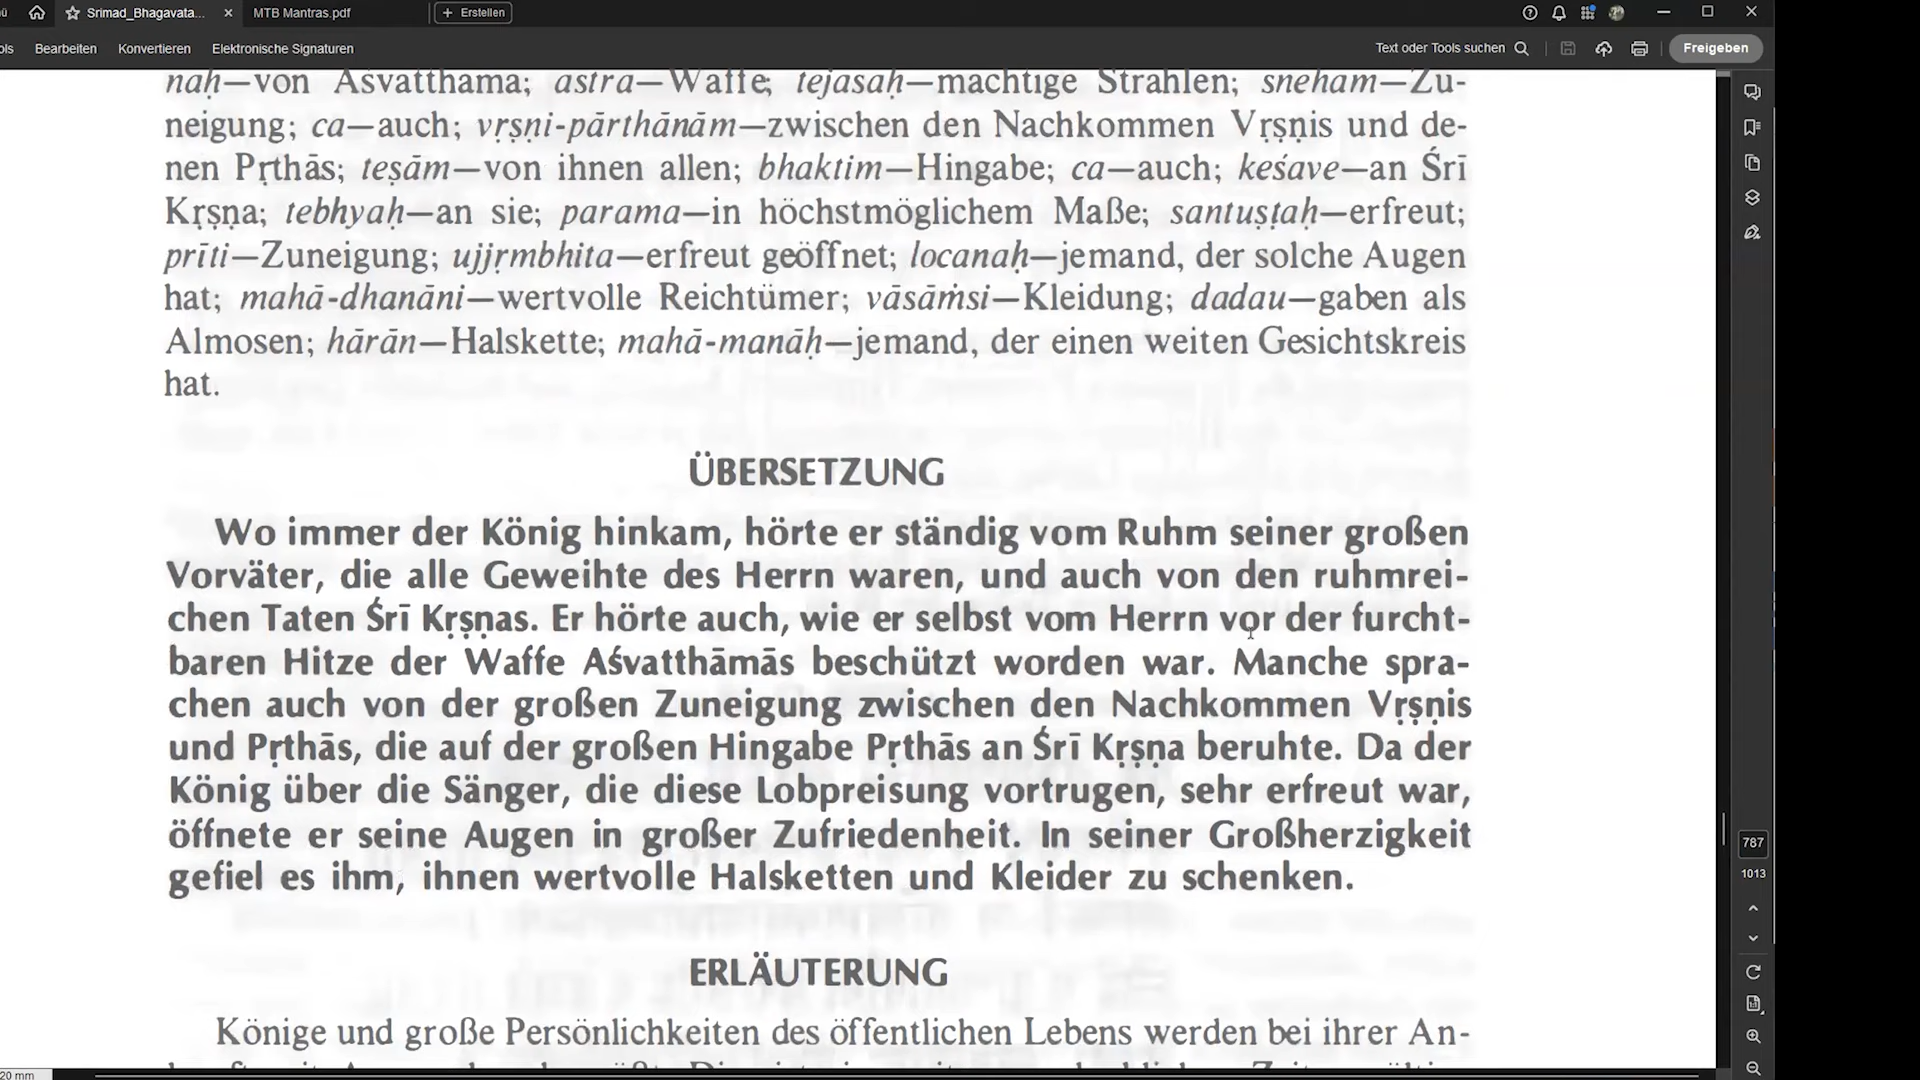 Srimad_Bhagavata...
MTB Mantras.pdf
Erstellen
Bearbeiten
Konvertieren
Elektronische Signaturen
Text oder Tools suchen
Freigeben
naḥ—von Aśvatthāmā; astra—Waffe; tejasaḥ—mächtige Strahlen; sneham—Zu-
neigung; ca—auch; vṛṣṇi-pārthānām—zwischen den Nachkommen Vṛṣṇis und de-
nen Pṛthās; teṣām—von ihnen allen; bhaktim—Hingabe; ca—auch; keśave—an Śrī
Kṛṣṇa; tebhyaḥ—an sie; parama—in höchstmöglichem Maße; santuṣṭaḥ—erfreut;
prīti—Zuneigung; ujjṛmbhita—erfreut geöffnet; locanaḥ—jemand, der solche Augen
hat; mahā-dhanāni—wertvolle Reichtümer; vāsāṁsi—Kleidung; dadau—gaben als
Almosen; hārān—Halskette; mahā-manāḥ—jemand, der einen weiten Gesichtskreis
hat.
ÜBERSETZUNG
Wo immer der König hinkam, hörte er ständig vom Ruhm seiner großen
Vorväter, die alle Geweihte des Herrn waren, und auch von den ruhmrei-
chen Taten Śrī Kṛṣṇas. Er hörte auch, wie er selbst vom Herrn vor der furcht-
baren Hitze der Waffe Aśvatthāmās beschützt worden war. Manche spra-
chen auch von der großen Zuneigung zwischen den Nachkommen Vṛṣṇis
und Pṛthās, die auf der großen Hingabe Pṛthās an Śrī Kṛṣṇa beruhte. Da der
König über die Sänger, die diese Lobpreisung vortrugen, sehr erfreut war,
öffnete er seine Augen in großer Zufriedenheit. In seiner Großherzigkeit
gefiel es ihm, ihnen wertvolle Halsketten und Kleider zu schenken.
ERLÄUTERUNG
Könige und große Persönlichkeiten des öffentlichen Lebens werden bei ihrer An-
787
1013
20 mm